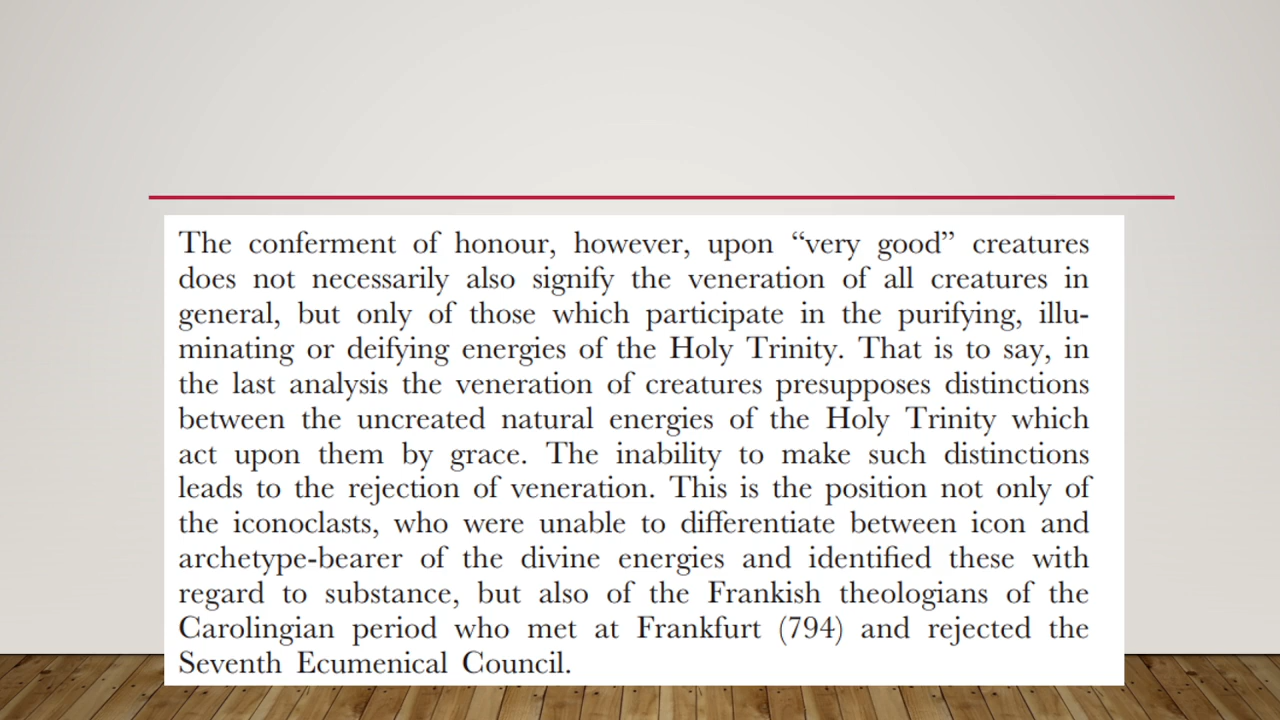 The conferment of honour, however, upon “very good” creatures
does not necessarily also signify the veneration of all creatures in
general, but only of those which participate in the purifying, illu-
minating or deifying energies of the Holy Trinity. That is to say, in
the last analysis the veneration of creatures presupposes distinctions
between the uncreated natural energies of the Holy Trinity which
act upon them by grace. The inability to make such distinctions
leads to the rejection of veneration. This is the position not only of
the iconoclasts, who were unable to differentiate between icon and
archetype-bearer of the divine energies and identified these with
regard to substance, but also of the Frankish theologians of the
Carolingian period who met at Frankfurt (794) and rejected the
Seventh Ecumenical Council.